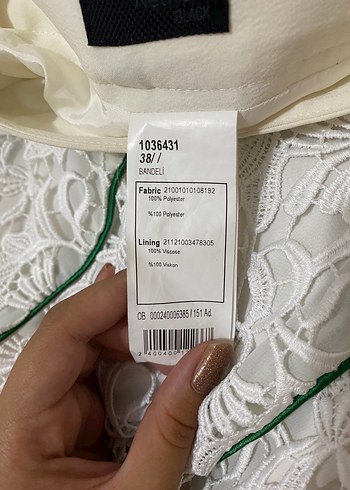 BLACK
1036431
38//
BANDELİ
Fabric 21001010108192
100% Polyester
%100 Polyester
Lining 21121003478305
100% Viscose
%100 Viskon
OB 000240006385/151 Ad.